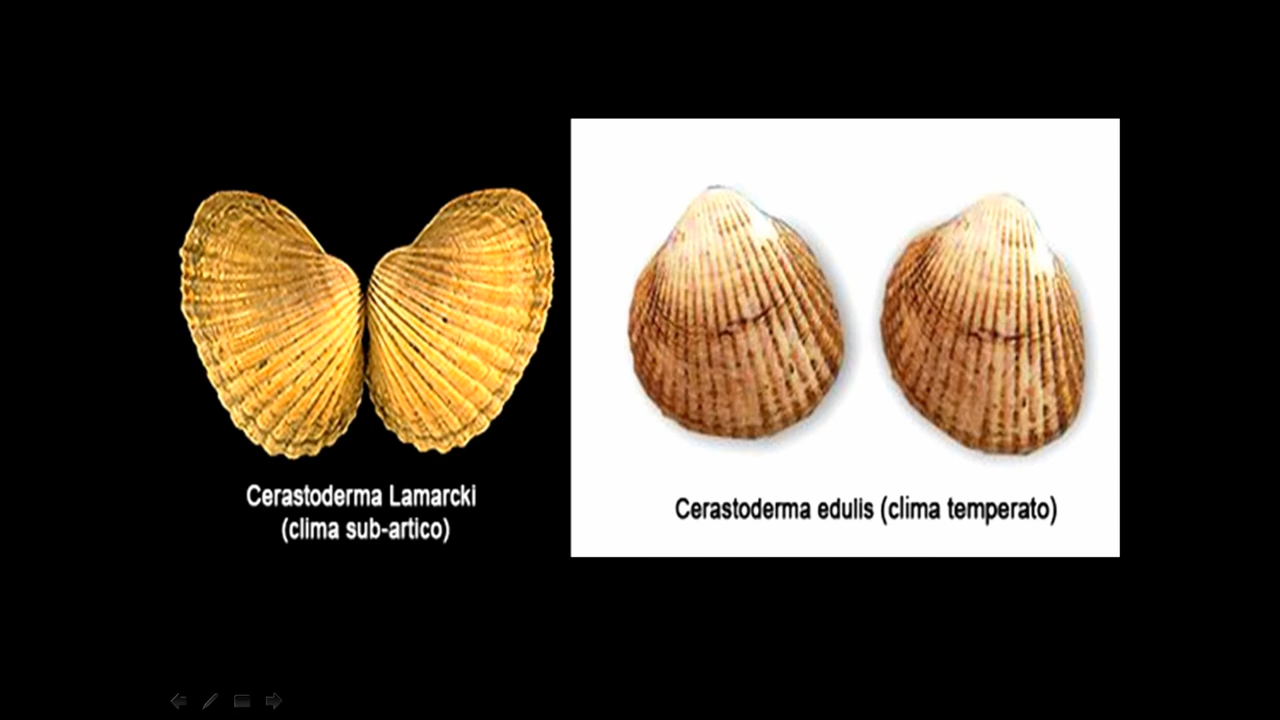 Cerastoderma Lamarcki
(clima sub-artico)
Cerastoderma edulis (clima temperato)